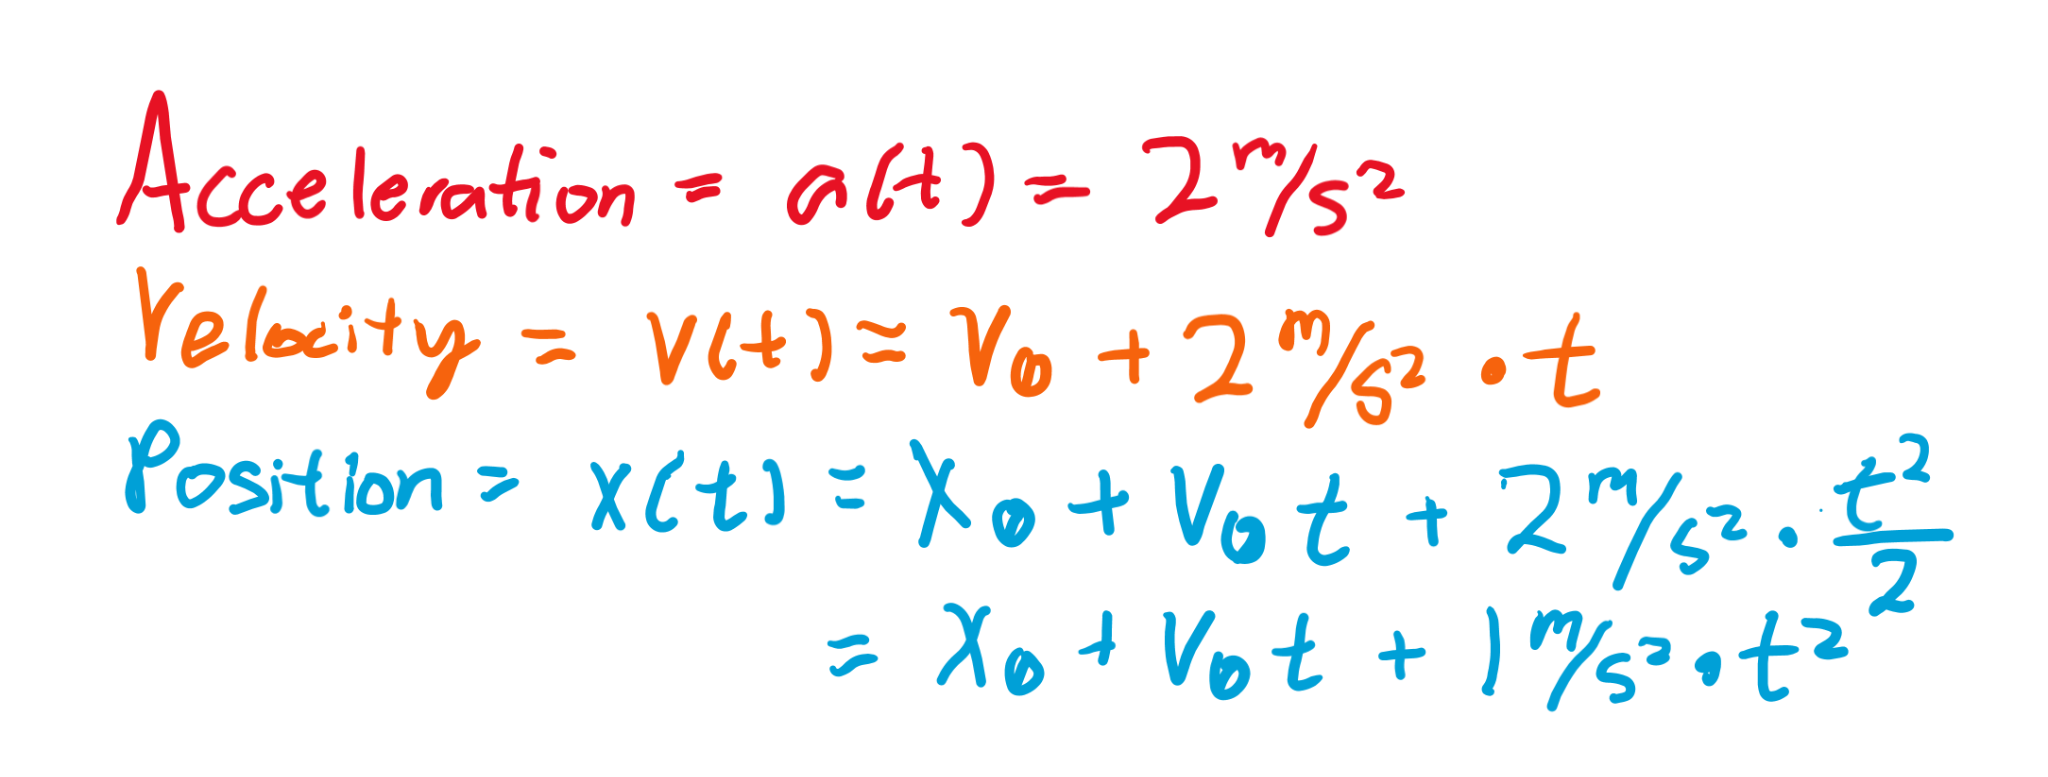 Acceleration = a(t) = 2 m/s²
Velocity = v(t) = v₀ + 2 m/s² · t
Position = x(t) = x₀ + v₀t + 2 m/s² · t²/2
= x₀ + v₀t + 1 m/s² · t²